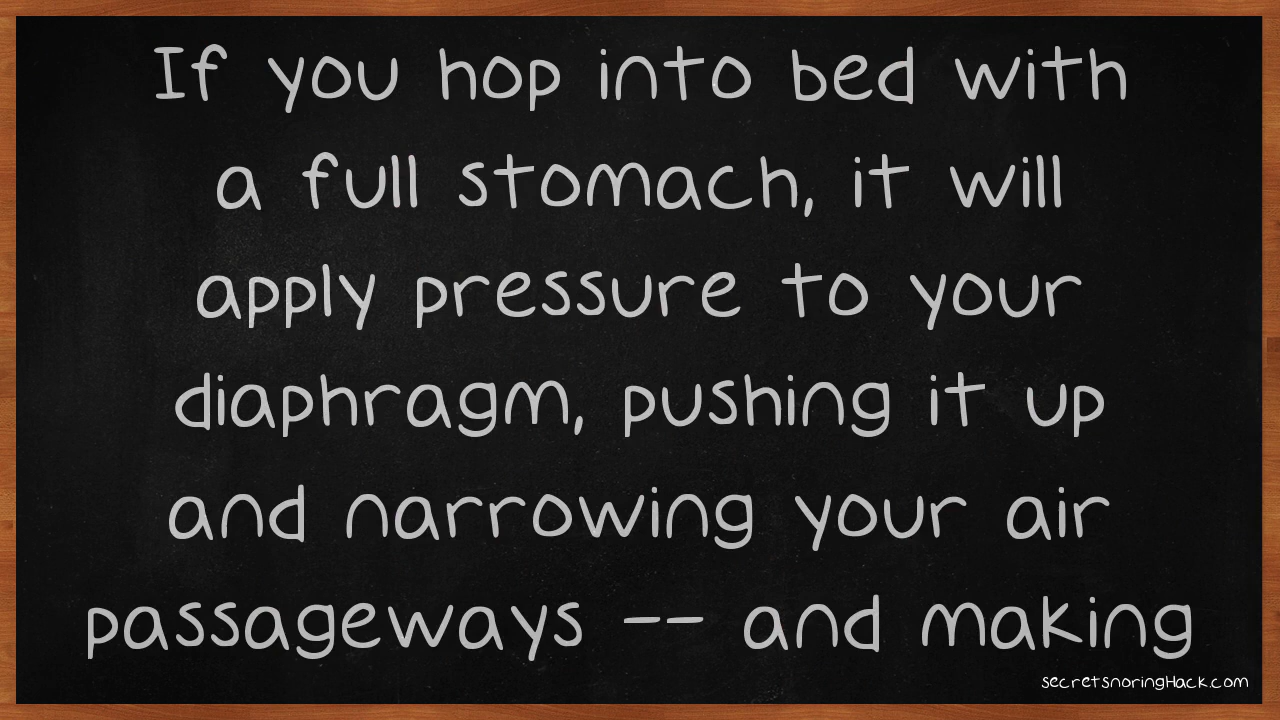 If you hop into bed with
a full stomach, it will
apply pressure to your
diaphragm, pushing it up
and narrowing your air
passageways -- and making
secretsnoringHack.com